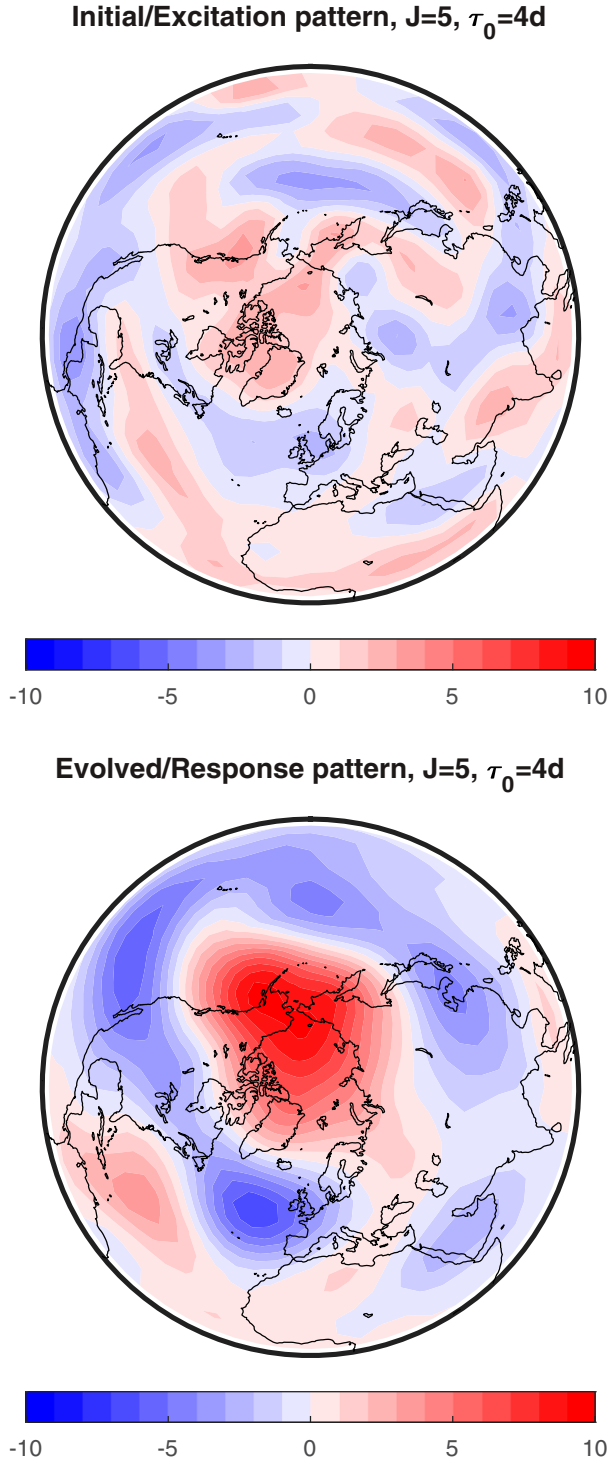 Initial/Excitation pattern, J=5, τ₀=4d
-10 -5 0 5 10
Evolved/Response pattern, J=5, τ₀=4d
-10 -5 0 5 10